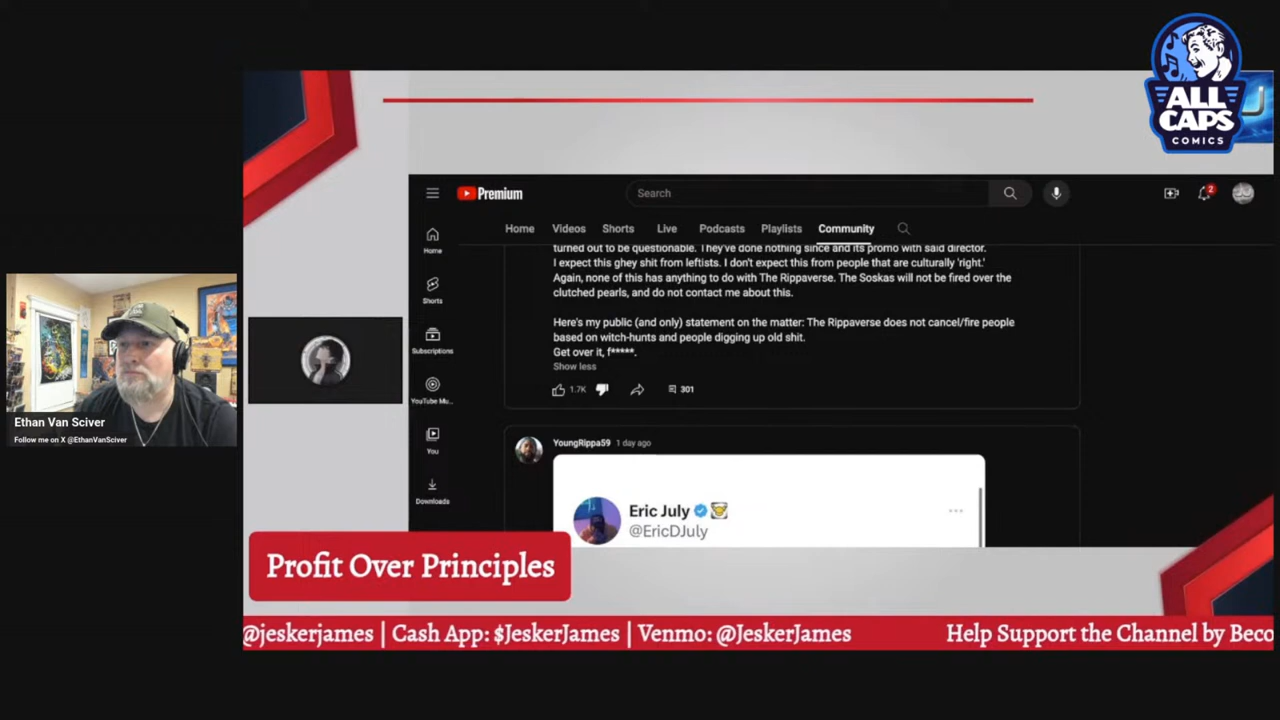 ALL
CAPS
COMICS
Premium
Search
2
Home
Videos
Shorts
Live
Podcasts
Playlists
Community
Home
Shorts
Subscriptions
YouTube Mu...
You
Downloads
turned out to be questionable. They've done nothing since and its promo with said director.
I expect this ghey shit from leftists. I don't expect this from people that are culturally 'right.'
Again, none of this has anything to do with The Rippaverse. The Soskas will not be fired over the
clutched pearls, and do not contact me about this.
Here's my public (and only) statement on the matter: The Rippaverse does not cancel/fire people
based on witch-hunts and people digging up old shit.
Get over it, f*****.
Show less
1.7K
301
YoungRippa59 1 day ago
Eric July
@EricDJuly
Ethan Van Sciver
Follow me on X @EthanVanSciver
Profit Over Principles
@jeskerjames | Cash App: $JeskerJames | Venmo: @JeskerJames
Help Support the Channel by Beco